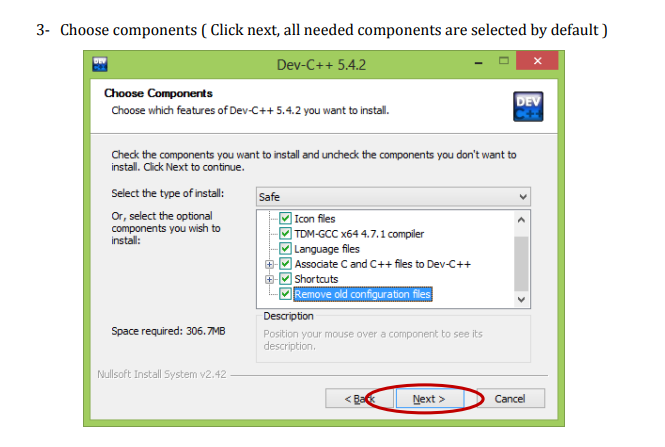 3- Choose components ( Click next, all needed components are selected by default )
DEV
C++
Dev-C++ 5.4.2
Choose Components
Choose which features of Dev-C++ 5.4.2 you want to install.
DEV
C++
Check the components you want to install and uncheck the components you don't want to
install. Click Next to continue.
Select the type of install:
Safe
Or, select the optional
components you wish to
install:
Icon files
TDM-GCC x64 4.7.1 compiler
Language files
Associate C and C++ files to Dev-C++
Shortcuts
Remove old configuration files
Space required: 306.7MB
Description
Position your mouse over a component to see its
description.
Nullsoft Install System v2.42
< Back
Next >
Cancel